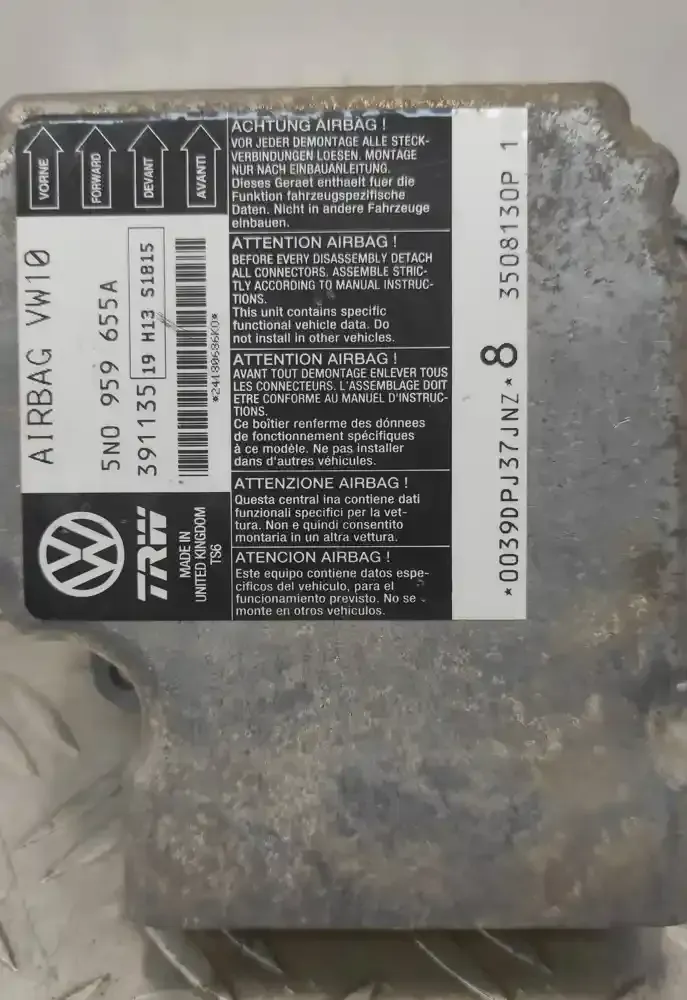 VORNE
FORWARD
DEVANT
AVANTI
AIRBAG VW10
5N0 959 655A
391135
19 H13 S1815
*24180686K0*
TRW
MADE IN
UNITED KINGDOM
TS6
ACHTUNG AIRBAG !
VOR JEDER DEMONTAGE ALLE STECK-
VERBINDUNGEN LOESEN. MONTAGE
NUR NACH EINBAUANLEITUNG.
Dieses Geraet enthaelt fuer die
Funktion fahrzeugspezifische
Daten. Nicht in andere Fahrzeuge
einbauen.
ATTENTION AIRBAG !
BEFORE EVERY DISASSEMBLY DETACH
ALL CONNECTORS. ASSEMBLE STRIC-
TLY ACCORDING TO MANUAL INSTRUC-
TIONS.
This unit contains specific
functional vehicle data. Do
not install in other vehicles.
ATTENTION AIRBAG !
AVANT TOUT DEMONTAGE ENLEVER TOUS
LES CONNECTEURS. L'ASSEMBLAGE DOIT
ETRE CONFORME AU MANUEL D'INSTRUC-
TIONS.
Ce boîtier renferme des dónnees
de fonctionnement spécifiques
à ce modèle. Ne pas installer
dans d'autres véhicules.
ATTENZIONE AIRBAG !
Questa central ina contiene dati
funzionali specifici per la vet-
tura. Non e quindi consentito
montaria in un altra vettura.
ATENCION AIRBAG !
Este equipo contiene datos espe-
cificos del vehiculo, para el
funcionamiento previsto. No se
monte en otros vehiculos.
*0039DPJ37JNZ* 8 3508130P 1